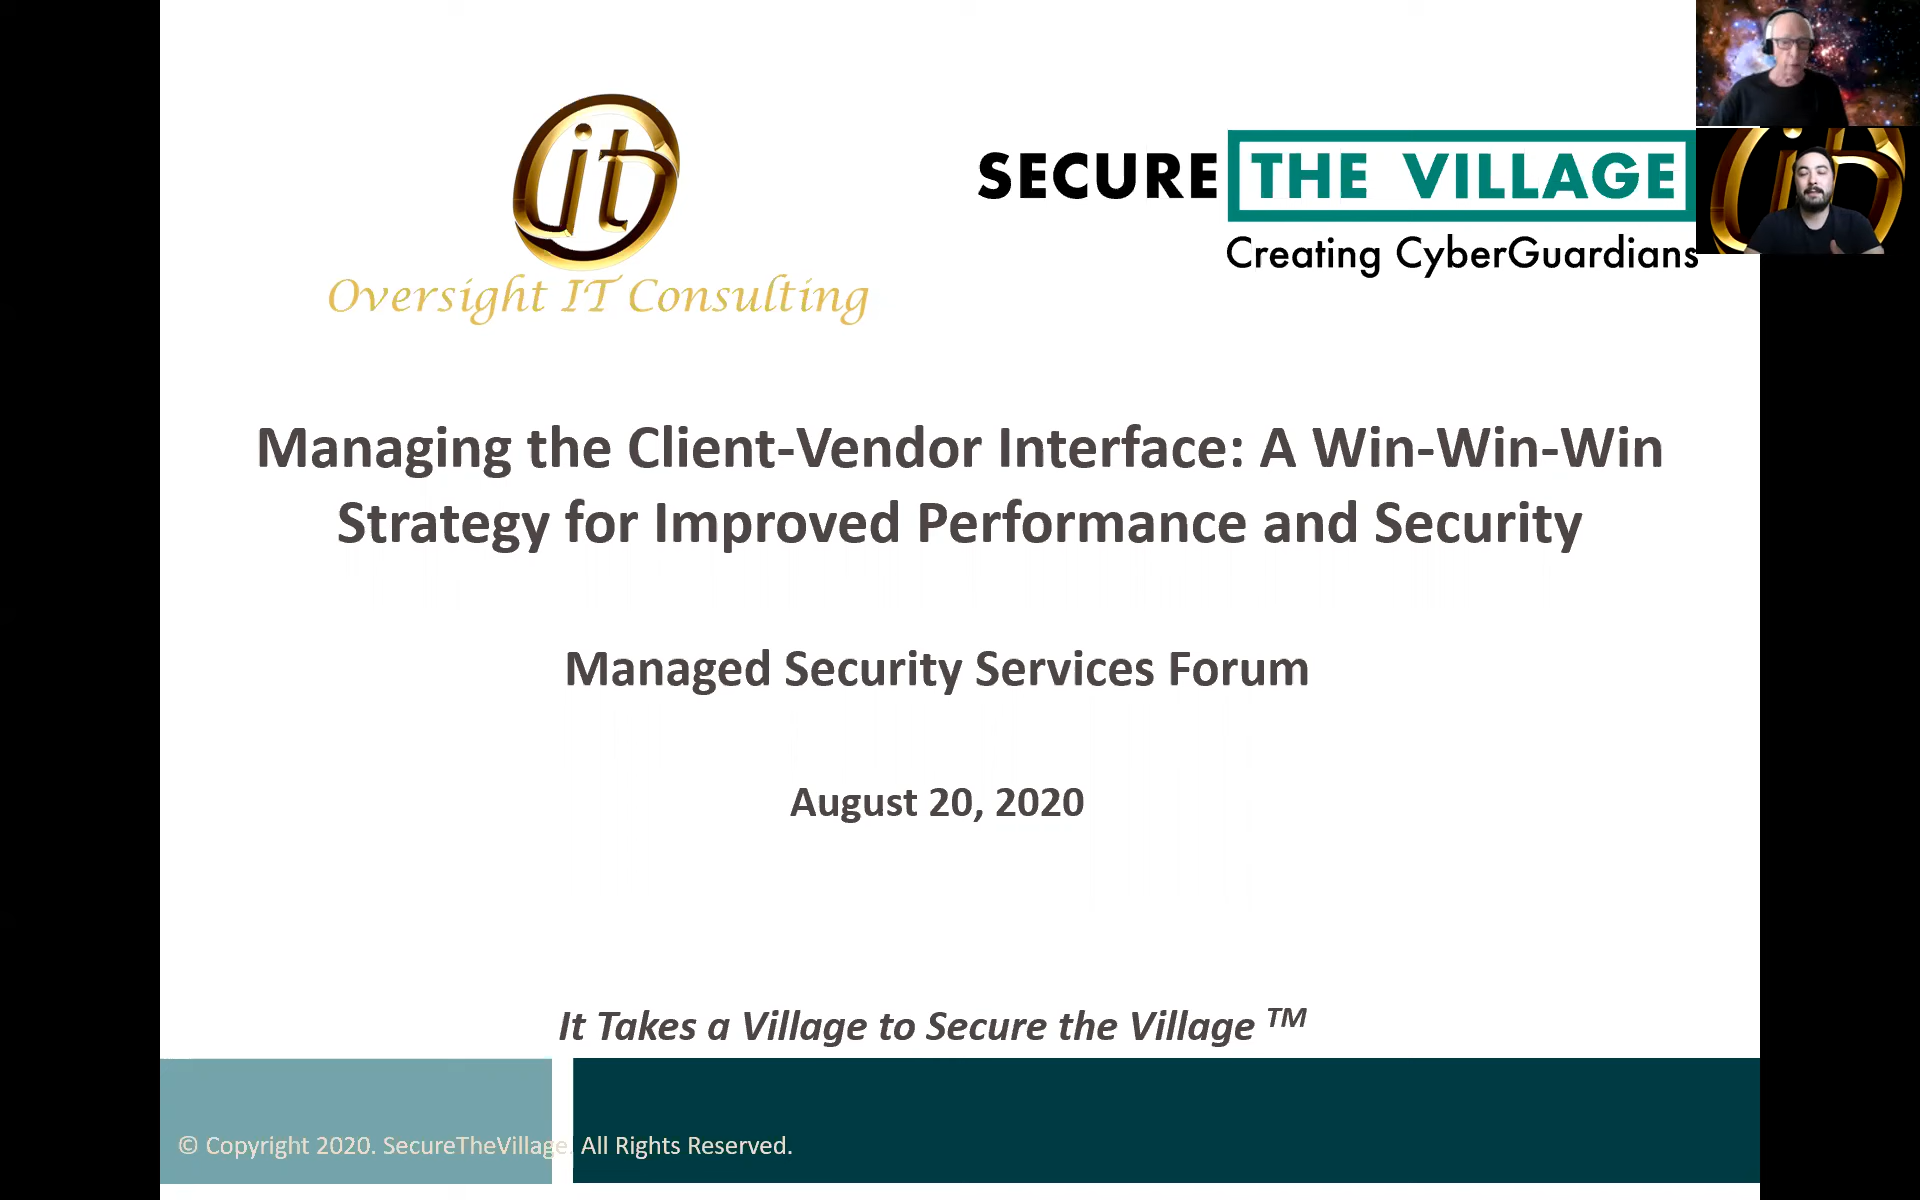 it
Oversight IT Consulting
SECURE THE VILLAGE
Creating CyberGuardians
Managing the Client-Vendor Interface: A Win-Win-Win
Strategy for Improved Performance and Security
Managed Security Services Forum
August 20, 2020
It Takes a Village to Secure the Village TM
© Copyright 2020. SecureTheVillage. All Rights Reserved.